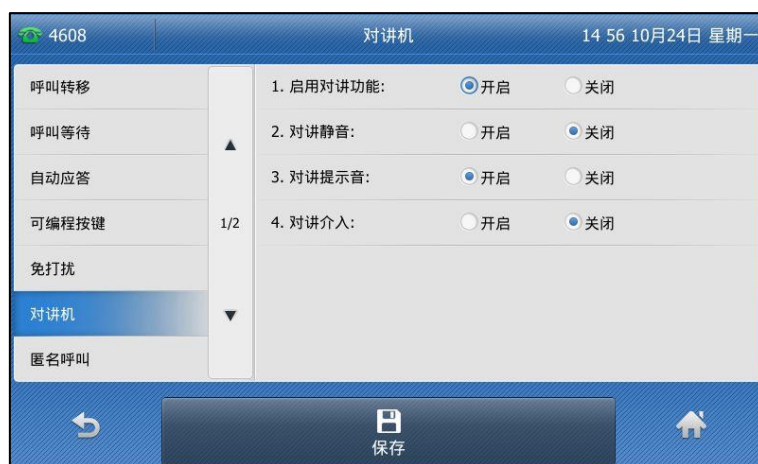 4608 对讲机 14 56 10月24日 星期一
呼叫转移
呼叫等待
自动应答
可编程按键
免打扰
对讲机
匿名呼叫
1/2
1. 启用对讲功能: 开启 关闭
2. 对讲静音: 开启 关闭
3. 对讲提示音: 开启 关闭
4. 对讲介入: 开启 关闭
保存